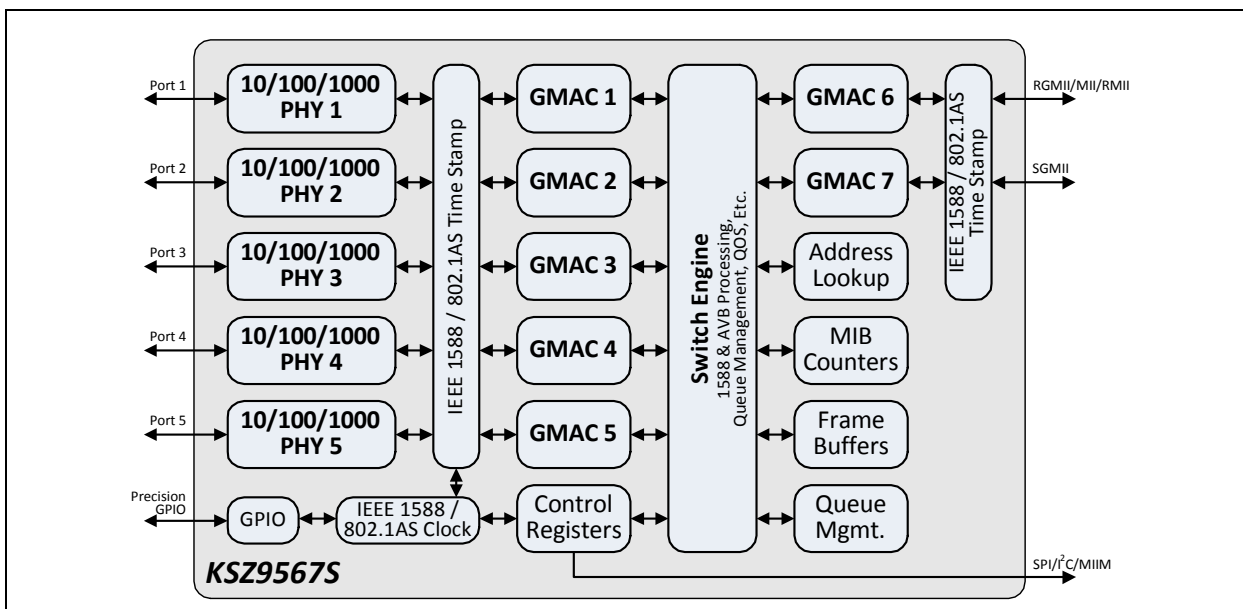 Port 1
10/100/1000
PHY 1
GMAC 1
GMAC 6
RGMII/MII/RMII
Port 2
10/100/1000
PHY 2
GMAC 2
GMAC 7
SGMII
IEEE 1588 / 802.1AS Time Stamp
Switch Engine
1588 & AVB Processing,
Queue Management, QOS, Etc.
IEEE 1588 / 802.1AS
Time Stamp
Port 3
10/100/1000
PHY 3
GMAC 3
Address
Lookup
Port 4
10/100/1000
PHY 4
GMAC 4
MIB
Counters
Port 5
10/100/1000
PHY 5
GMAC 5
Frame
Buffers
Precision
GPIO
GPIO
IEEE 1588 /
802.1AS Clock
Control
Registers
Queue
Mgmt.
KSZ9567S
SPI/I²C/MIIM